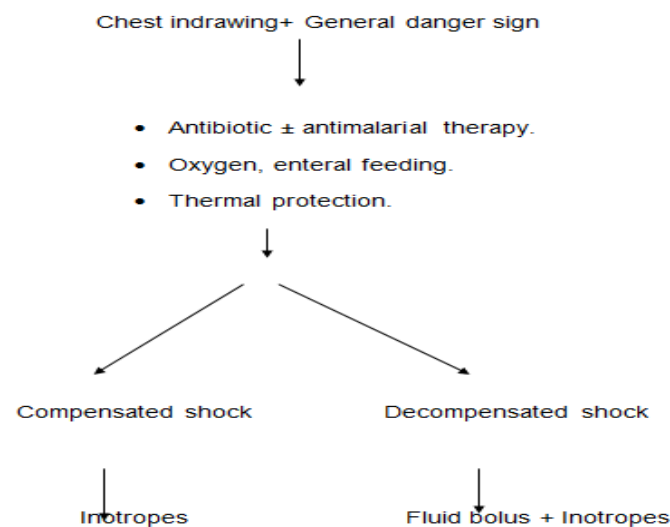 Chest indrawing+ General danger sign
• Antibiotic ± antimalarial therapy.
• Oxygen, enteral feeding.
• Thermal protection.
Compensated shock
Decompensated shock
Inotropes
Fluid bolus + Inotropes